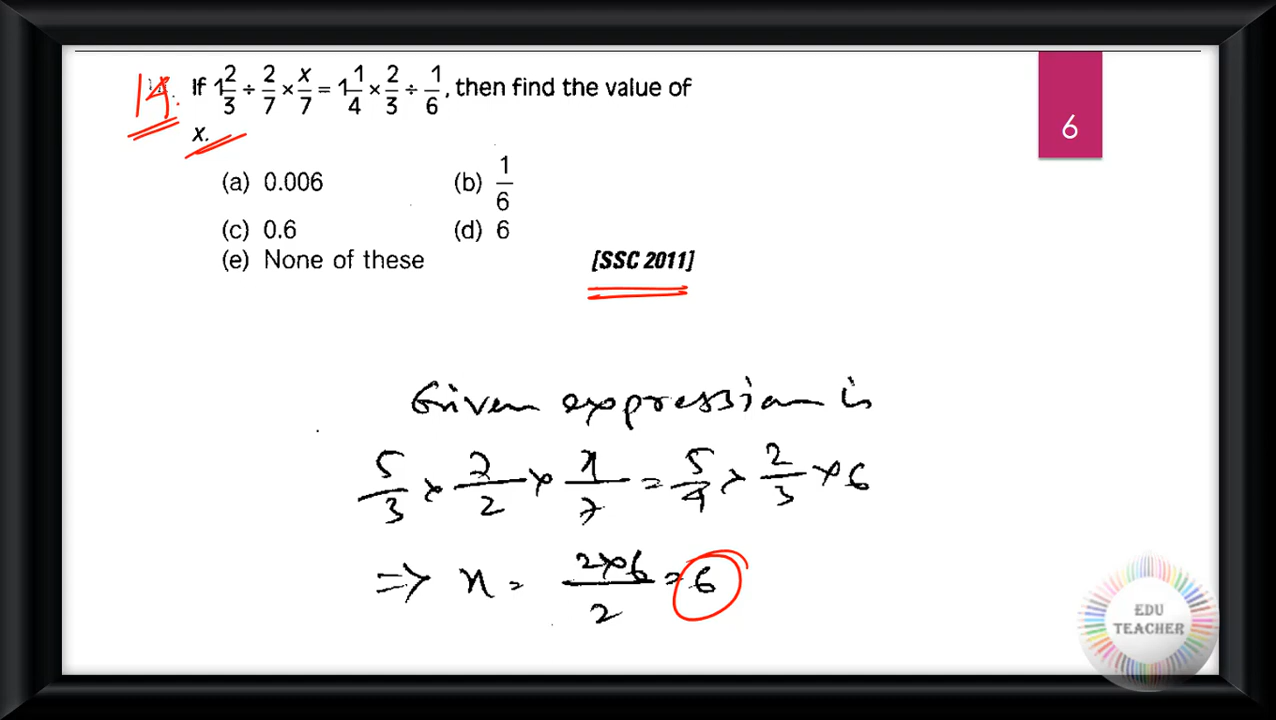 14. If 1 2/3 ÷ 2/7 × x/7 = 1 1/4 × 2/3 ÷ 1/6, then find the value of
x.
6
(a) 0.006 (b) 1/6
(c) 0.6 (d) 6
(e) None of these [SSC 2011]
Given expression is
5/3 × 7/2 × x/7 = 5/4 × 2/3 × 6
⇒ x = 2×6/2 = 6
EDU
TEACHER